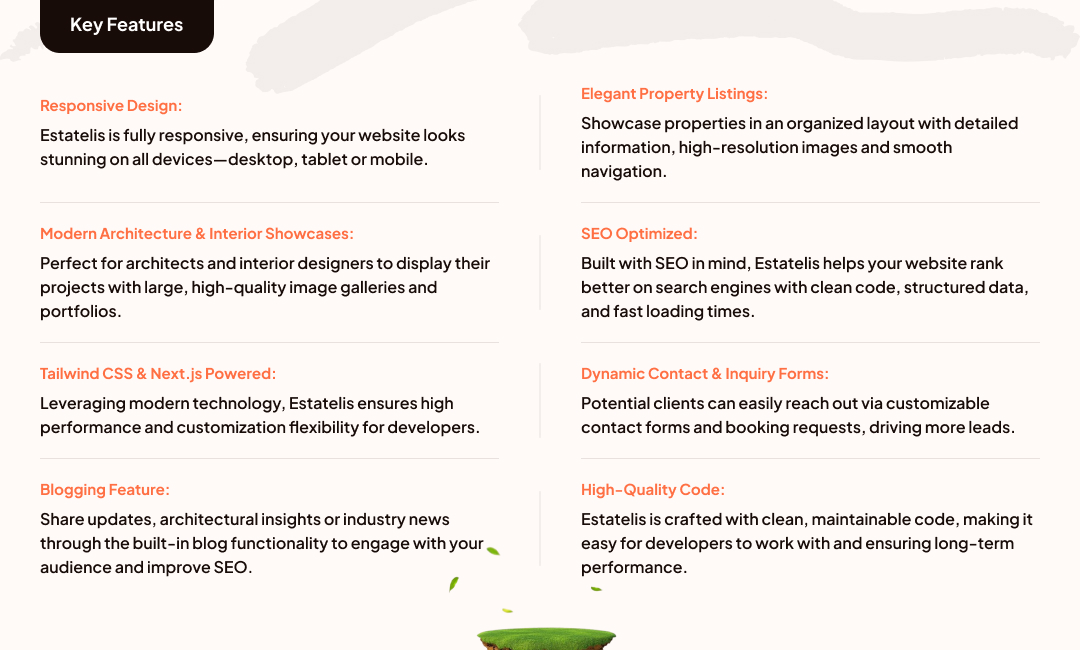 Key Features
Responsive Design:
Estatelis is fully responsive, ensuring your website looks
stunning on all devices—desktop, tablet or mobile.
Elegant Property Listings:
Showcase properties in an organized layout with detailed
information, high-resolution images and smooth
navigation.
Modern Architecture & Interior Showcases:
Perfect for architects and interior designers to display their
projects with large, high-quality image galleries and
portfolios.
SEO Optimized:
Built with SEO in mind, Estatelis helps your website rank
better on search engines with clean code, structured data,
and fast loading times.
Tailwind CSS & Next.js Powered:
Leveraging modern technology, Estatelis ensures high
performance and customization flexibility for developers.
Dynamic Contact & Inquiry Forms:
Potential clients can easily reach out via customizable
contact forms and booking requests, driving more leads.
Blogging Feature:
Share updates, architectural insights or industry news
through the built-in blog functionality to engage with your
audience and improve SEO.
High-Quality Code:
Estatelis is crafted with clean, maintainable code, making it
easy for developers to work with and ensuring long-term
performance.